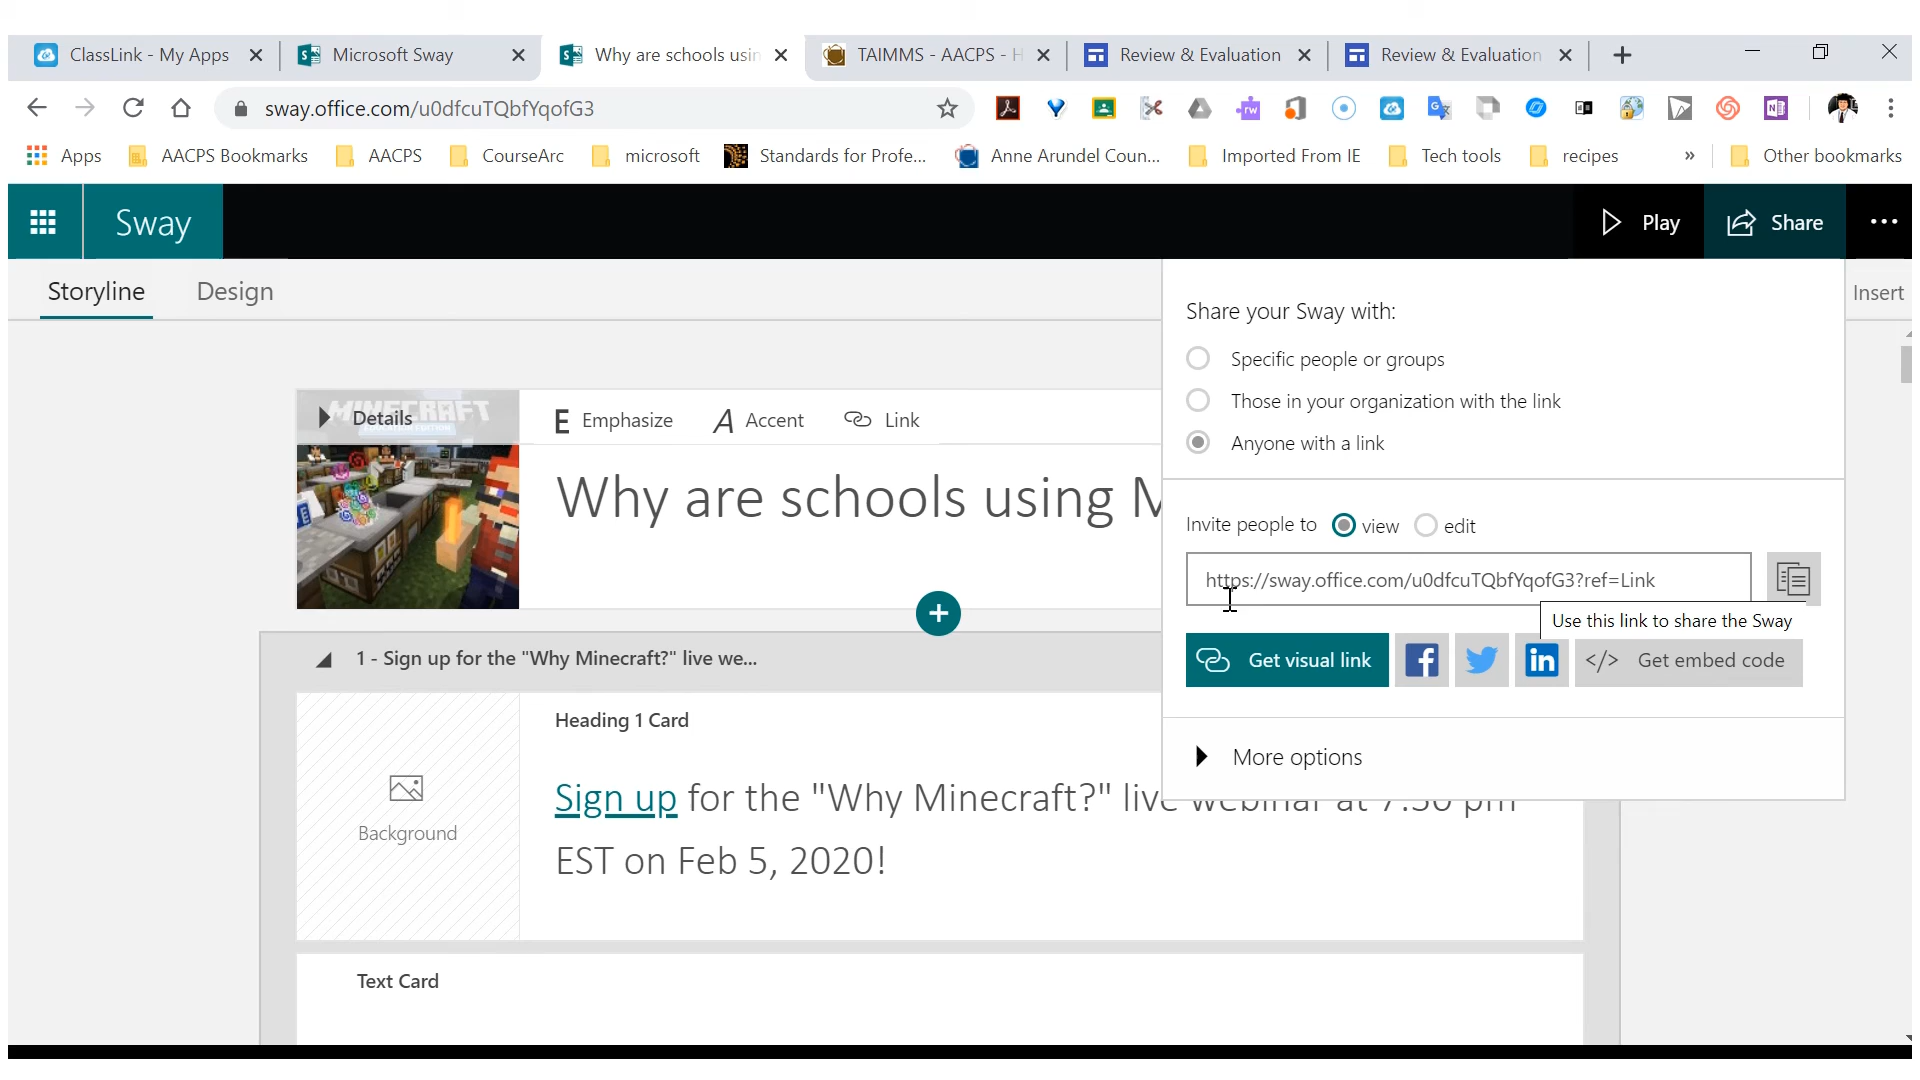 ClassLink - My Apps
Microsoft Sway
Why are schools usin
TAIMMS - AACPS - H
Review & Evaluation
Review & Evaluation
sway.office.com/u0dfcuTQbfYqofG3
Apps
AACPS Bookmarks
AACPS
CourseArc
microsoft
Standards for Profe...
Anne Arundel Coun...
Imported From IE
Tech tools
recipes
»
Other bookmarks
Sway
Play
Share
Storyline
Design
Insert
Share your Sway with:
Specific people or groups
Those in your organization with the link
Anyone with a link
Invite people to view edit
https://sway.office.com/u0dfcuTQbfYqofG3?ref=Link
Use this link to share the Sway
Get visual link
</> Get embed code
More options
MINECRAFT
Details
E Emphasize
A Accent
Link
Why are schools using M
1 - Sign up for the "Why Minecraft?" live we...
Background
Heading 1 Card
Sign up for the "Why Minecraft?" live webinar at 7:30 pm
EST on Feb 5, 2020!
Text Card